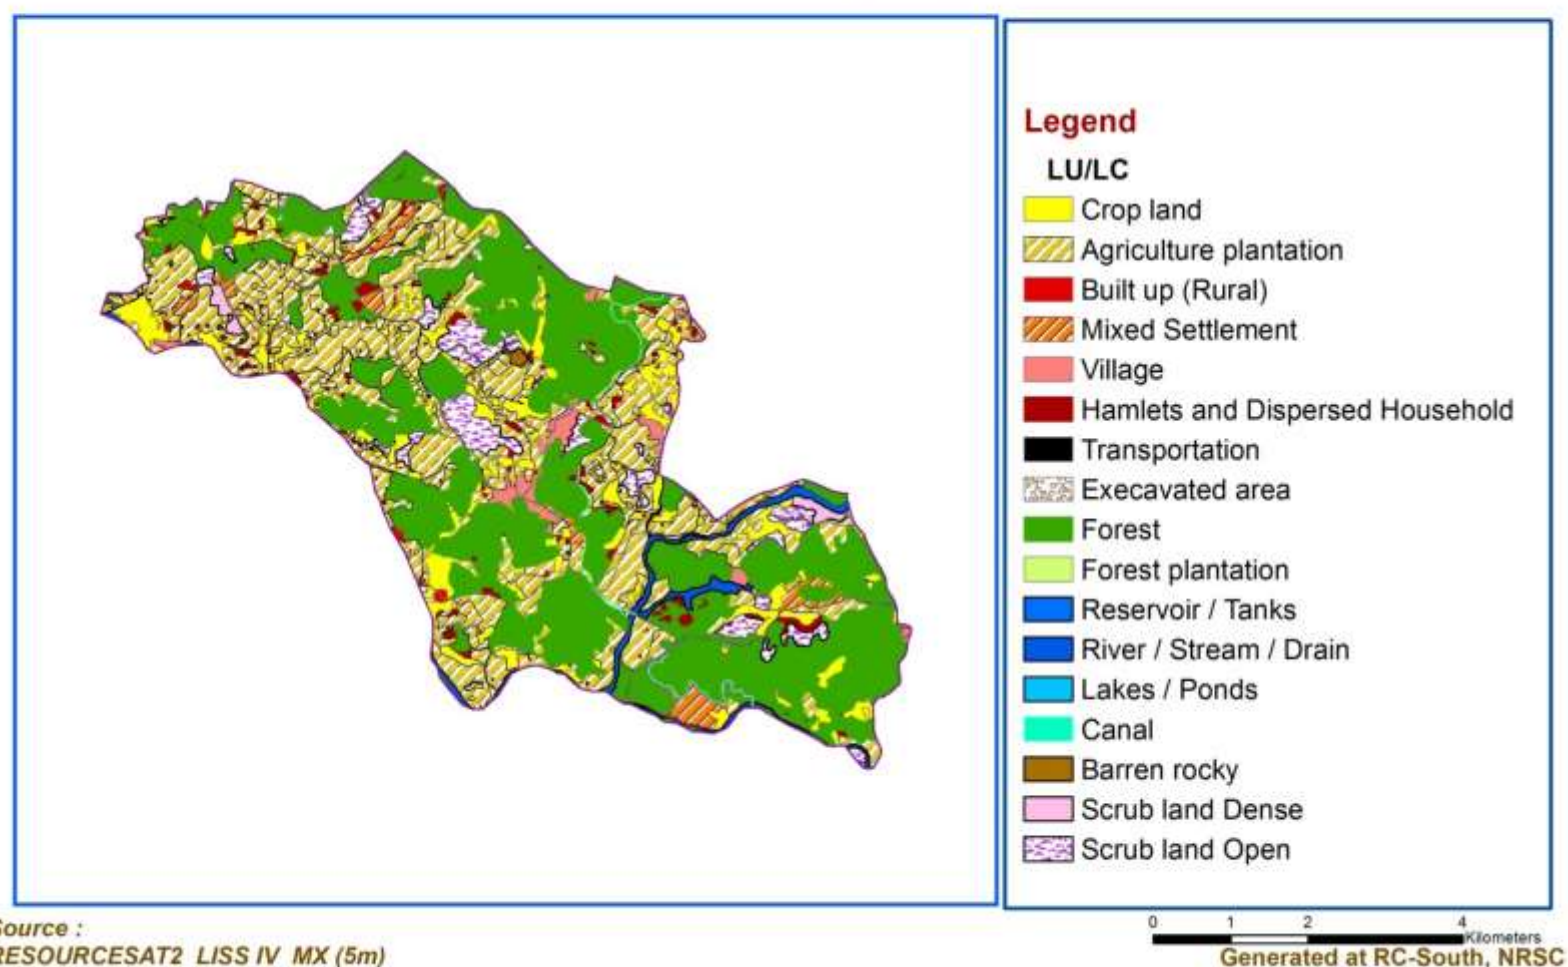 Legend
LU/LC
Crop land
Agriculture plantation
Built up (Rural)
Mixed Settlement
Village
Hamlets and Dispersed Household
Transportation
Execavated area
Forest
Forest plantation
Reservoir / Tanks
River / Stream / Drain
Lakes / Ponds
Canal
Barren rocky
Scrub land Dense
Scrub land Open
Source :
RESOURCESAT2 LISS IV MX (5m)
0 1 2 4
Kilometers
Generated at RC-South, NRSC